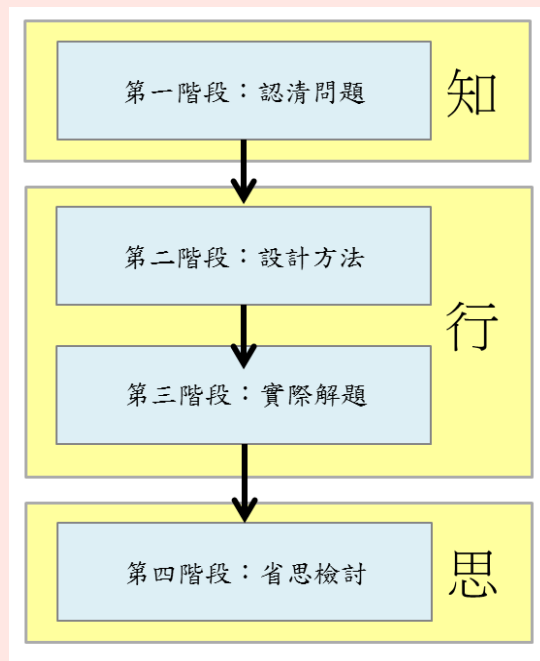 第一階段：認清問題
知
第二階段：設計方法
行
第三階段：實際解題
第四階段：省思檢討
思